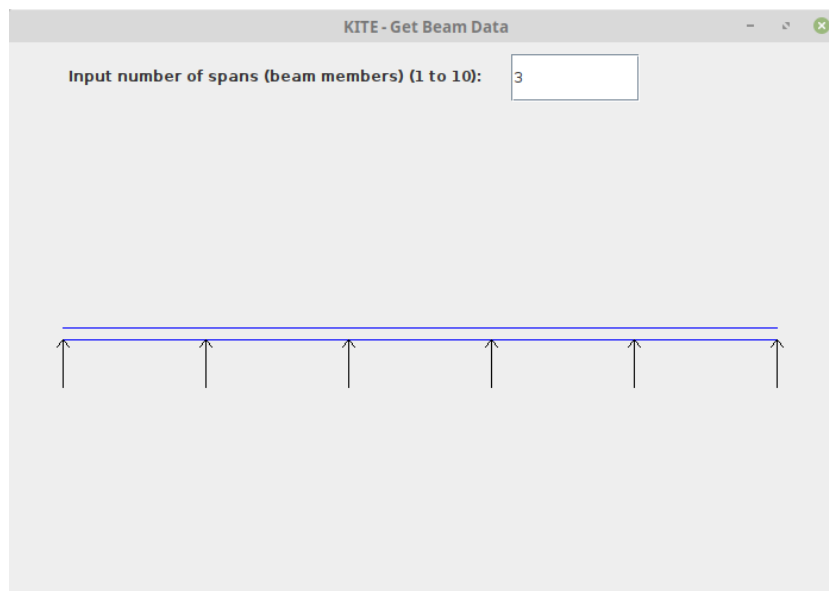 KITE - Get Beam Data
Input number of spans (beam members) (1 to 10):
3